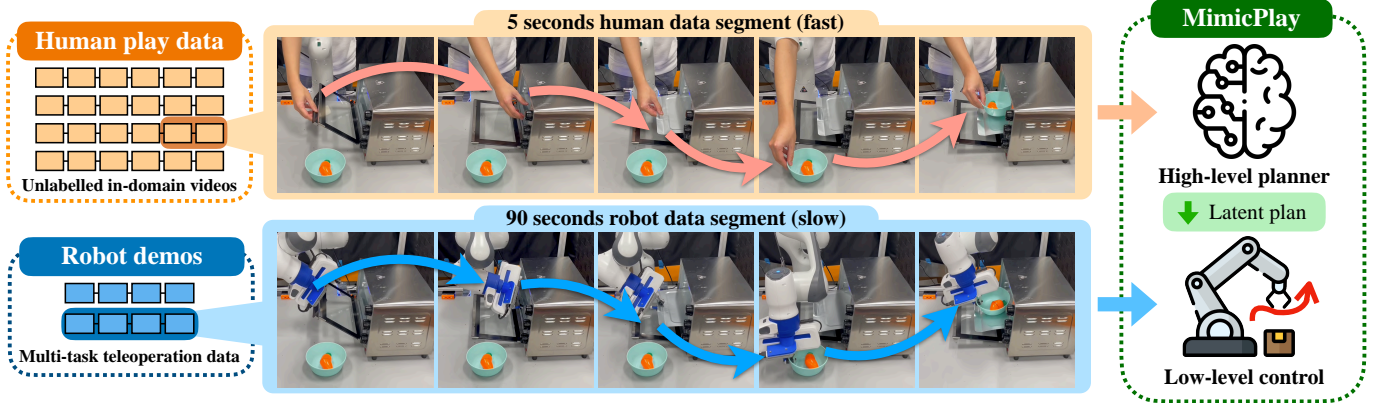 Human play data
Unlabelled in-domain videos
5 seconds human data segment (fast)
Robot demos
Multi-task teleoperation data
90 seconds robot data segment (slow)
MimicPlay
High-level planner
Latent plan
Low-level control